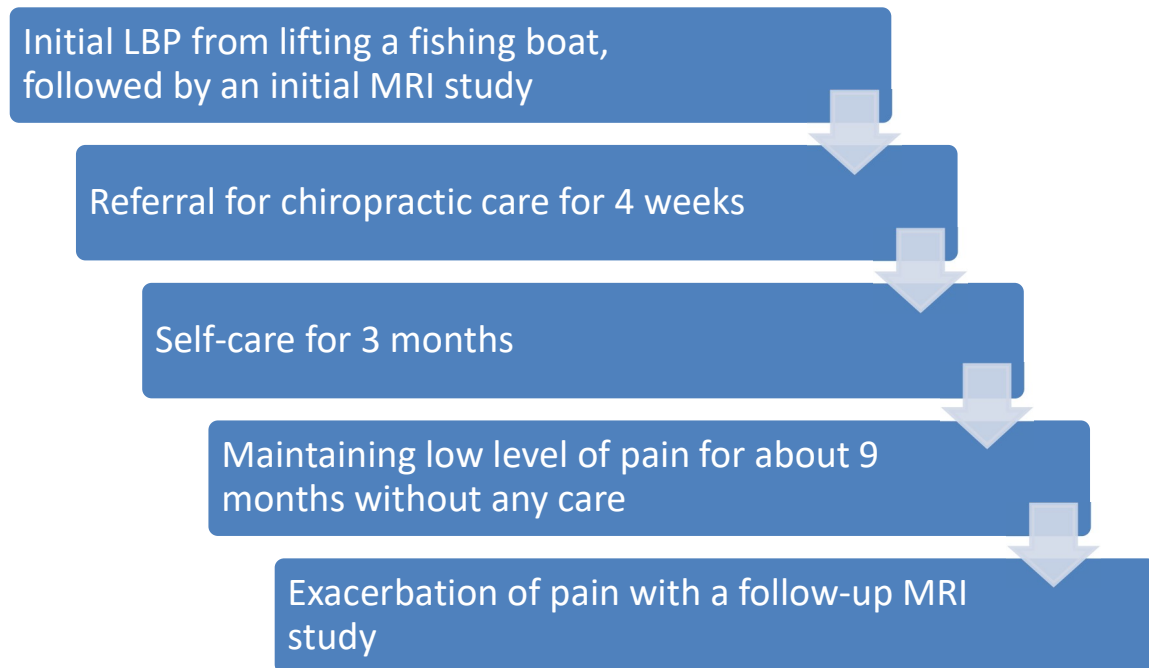 Initial LBP from lifting a fishing boat,
followed by an initial MRI study
Referral for chiropractic care for 4 weeks
Self-care for 3 months
Maintaining low level of pain for about 9
months without any care
Exacerbation of pain with a follow-up MRI
study